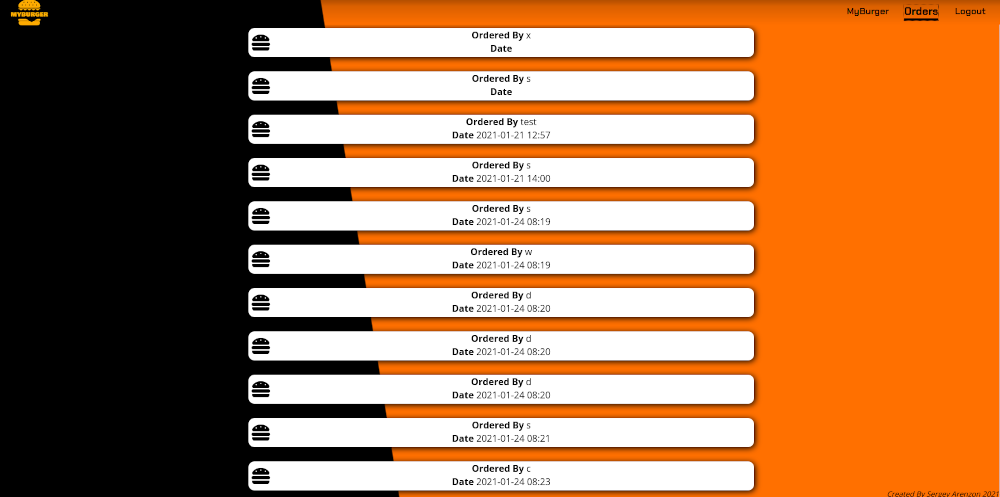 MYBURGER
MyBurger Orders Logout
Ordered By x
Date
Ordered By s
Date
Ordered By test
Date 2021-01-21 12:57
Ordered By s
Date 2021-01-21 14:00
Ordered By s
Date 2021-01-24 08:19
Ordered By w
Date 2021-01-24 08:19
Ordered By d
Date 2021-01-24 08:20
Ordered By d
Date 2021-01-24 08:20
Ordered By d
Date 2021-01-24 08:20
Ordered By s
Date 2021-01-24 08:21
Ordered By c
Date 2021-01-24 08:23
Created By Sergey Arenzon 2021